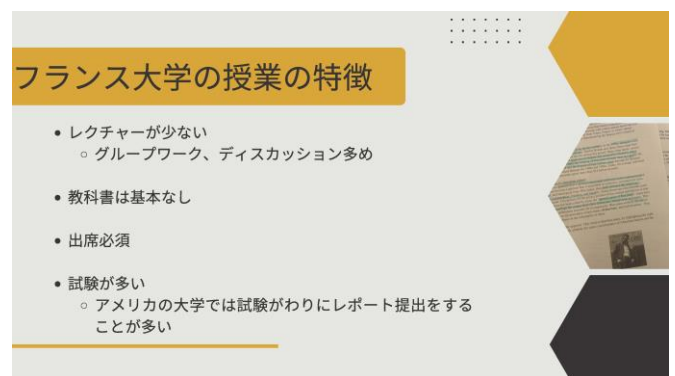 フランス大学の授業の特徴
• レクチャーが少ない
○ グループワーク、ディスカッション多め
• 教科書は基本なし
• 出席必須
• 試験が多い
○ アメリカの大学では試験がわりにレポート提出をする
ことが多い